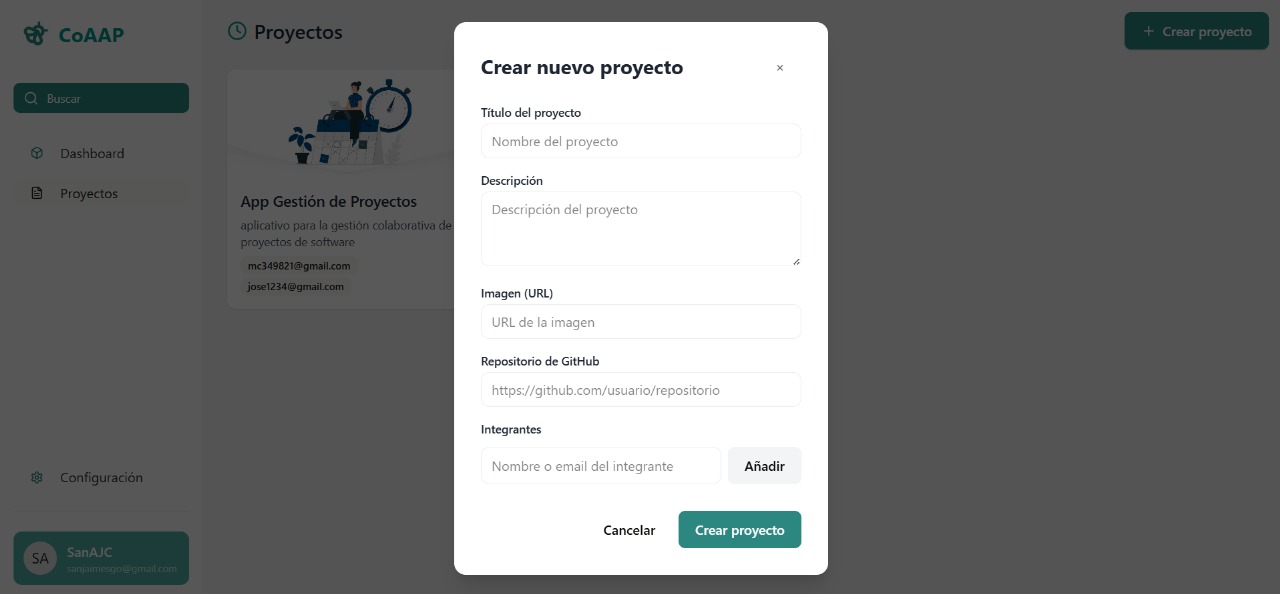 CoAAP
Buscar
Dashboard
Proyectos
Configuración
SA
SanAJC
sanjaimesgo@gmail.com
Proyectos
+ Crear proyecto
App Gestión de Proyectos
aplicativo para la gestión colaborativa de
proyectos de software
mc349821@gmail.com
jose1234@gmail.com
Crear nuevo proyecto
×
Título del proyecto
Nombre del proyecto
Descripción
Descripción del proyecto
Imagen (URL)
URL de la imagen
Repositorio de GitHub
https://github.com/usuario/repositorio
Integrantes
Nombre o email del integrante
Añadir
Cancelar
Crear proyecto